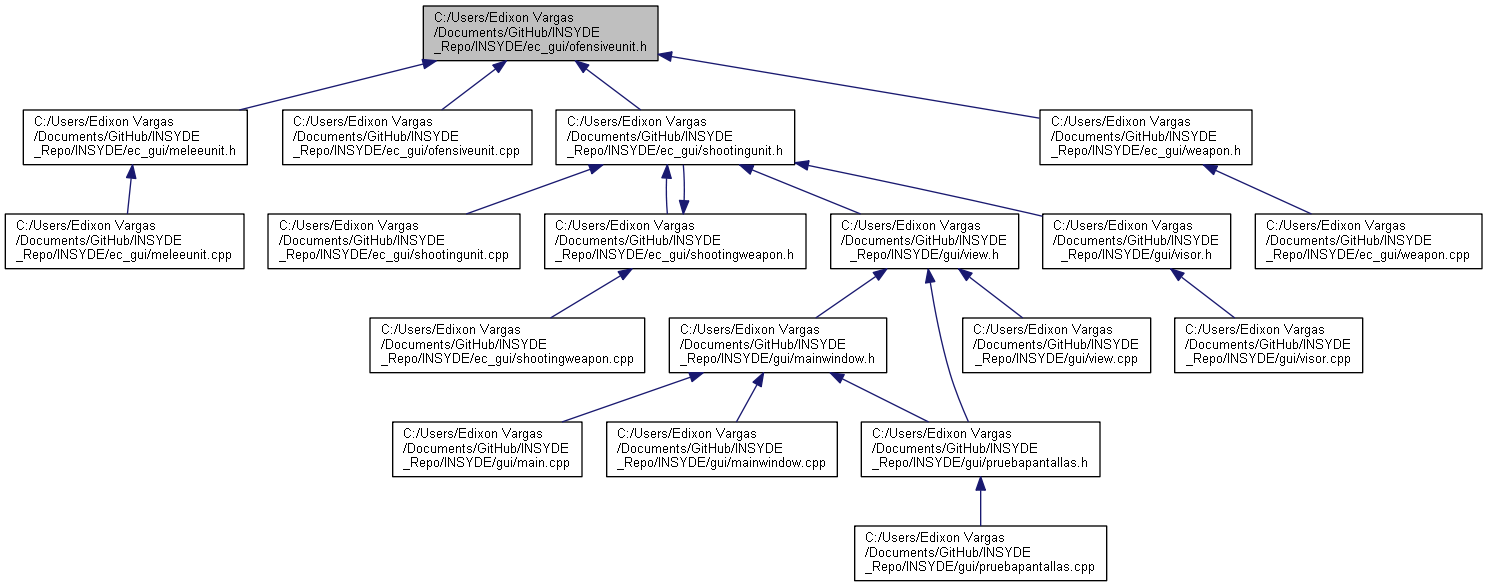 C:/Users/Edixon Vargas
/Documents/GitHub/INSYDE
_Repo/INSYDE/ec_gui/ofensiveunit.h
C:/Users/Edixon Vargas
/Documents/GitHub/INSYDE
_Repo/INSYDE/ec_gui/meleeunit.h
C:/Users/Edixon Vargas
/Documents/GitHub/INSYDE
_Repo/INSYDE/ec_gui/ofensiveunit.cpp
C:/Users/Edixon Vargas
/Documents/GitHub/INSYDE
_Repo/INSYDE/ec_gui/shootingunit.h
C:/Users/Edixon Vargas
/Documents/GitHub/INSYDE
_Repo/INSYDE/ec_gui/weapon.h
C:/Users/Edixon Vargas
/Documents/GitHub/INSYDE
_Repo/INSYDE/ec_gui/meleeunit.cpp
C:/Users/Edixon Vargas
/Documents/GitHub/INSYDE
_Repo/INSYDE/ec_gui/shootingunit.cpp
C:/Users/Edixon Vargas
/Documents/GitHub/INSYDE
_Repo/INSYDE/ec_gui/shootingweapon.h
C:/Users/Edixon Vargas
/Documents/GitHub/INSYDE
_Repo/INSYDE/gui/view.h
C:/Users/Edixon Vargas
/Documents/GitHub/INSYDE
_Repo/INSYDE/gui/visor.h
C:/Users/Edixon Vargas
/Documents/GitHub/INSYDE
_Repo/INSYDE/ec_gui/weapon.cpp
C:/Users/Edixon Vargas
/Documents/GitHub/INSYDE
_Repo/INSYDE/ec_gui/shootingweapon.cpp
C:/Users/Edixon Vargas
/Documents/GitHub/INSYDE
_Repo/INSYDE/gui/mainwindow.h
C:/Users/Edixon Vargas
/Documents/GitHub/INSYDE
_Repo/INSYDE/gui/view.cpp
C:/Users/Edixon Vargas
/Documents/GitHub/INSYDE
_Repo/INSYDE/gui/visor.cpp
C:/Users/Edixon Vargas
/Documents/GitHub/INSYDE
_Repo/INSYDE/gui/main.cpp
C:/Users/Edixon Vargas
/Documents/GitHub/INSYDE
_Repo/INSYDE/gui/mainwindow.cpp
C:/Users/Edixon Vargas
/Documents/GitHub/INSYDE
_Repo/INSYDE/gui/pruebapantallas.h
C:/Users/Edixon Vargas
/Documents/GitHub/INSYDE
_Repo/INSYDE/gui/pruebapantallas.cpp